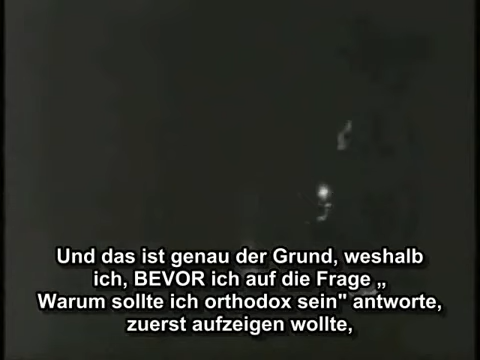 Und das ist genau der Grund, weshalb
ich, BEVOR ich auf die Frage „
Warum sollte ich orthodox sein" antworte,
zuerst aufzeigen wollte,